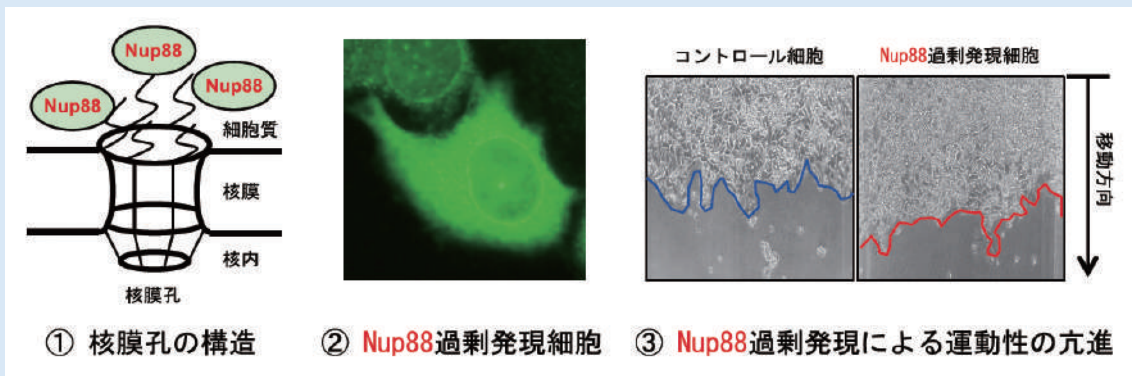 Nup88
Nup88
Nup88
細胞質
核膜
核内
核膜孔
① 核膜孔の構造
② Nup88過剰発現細胞
コントロール細胞
Nup88過剰発現細胞
移動方向
③ Nup88過剰発現による運動性の亢進